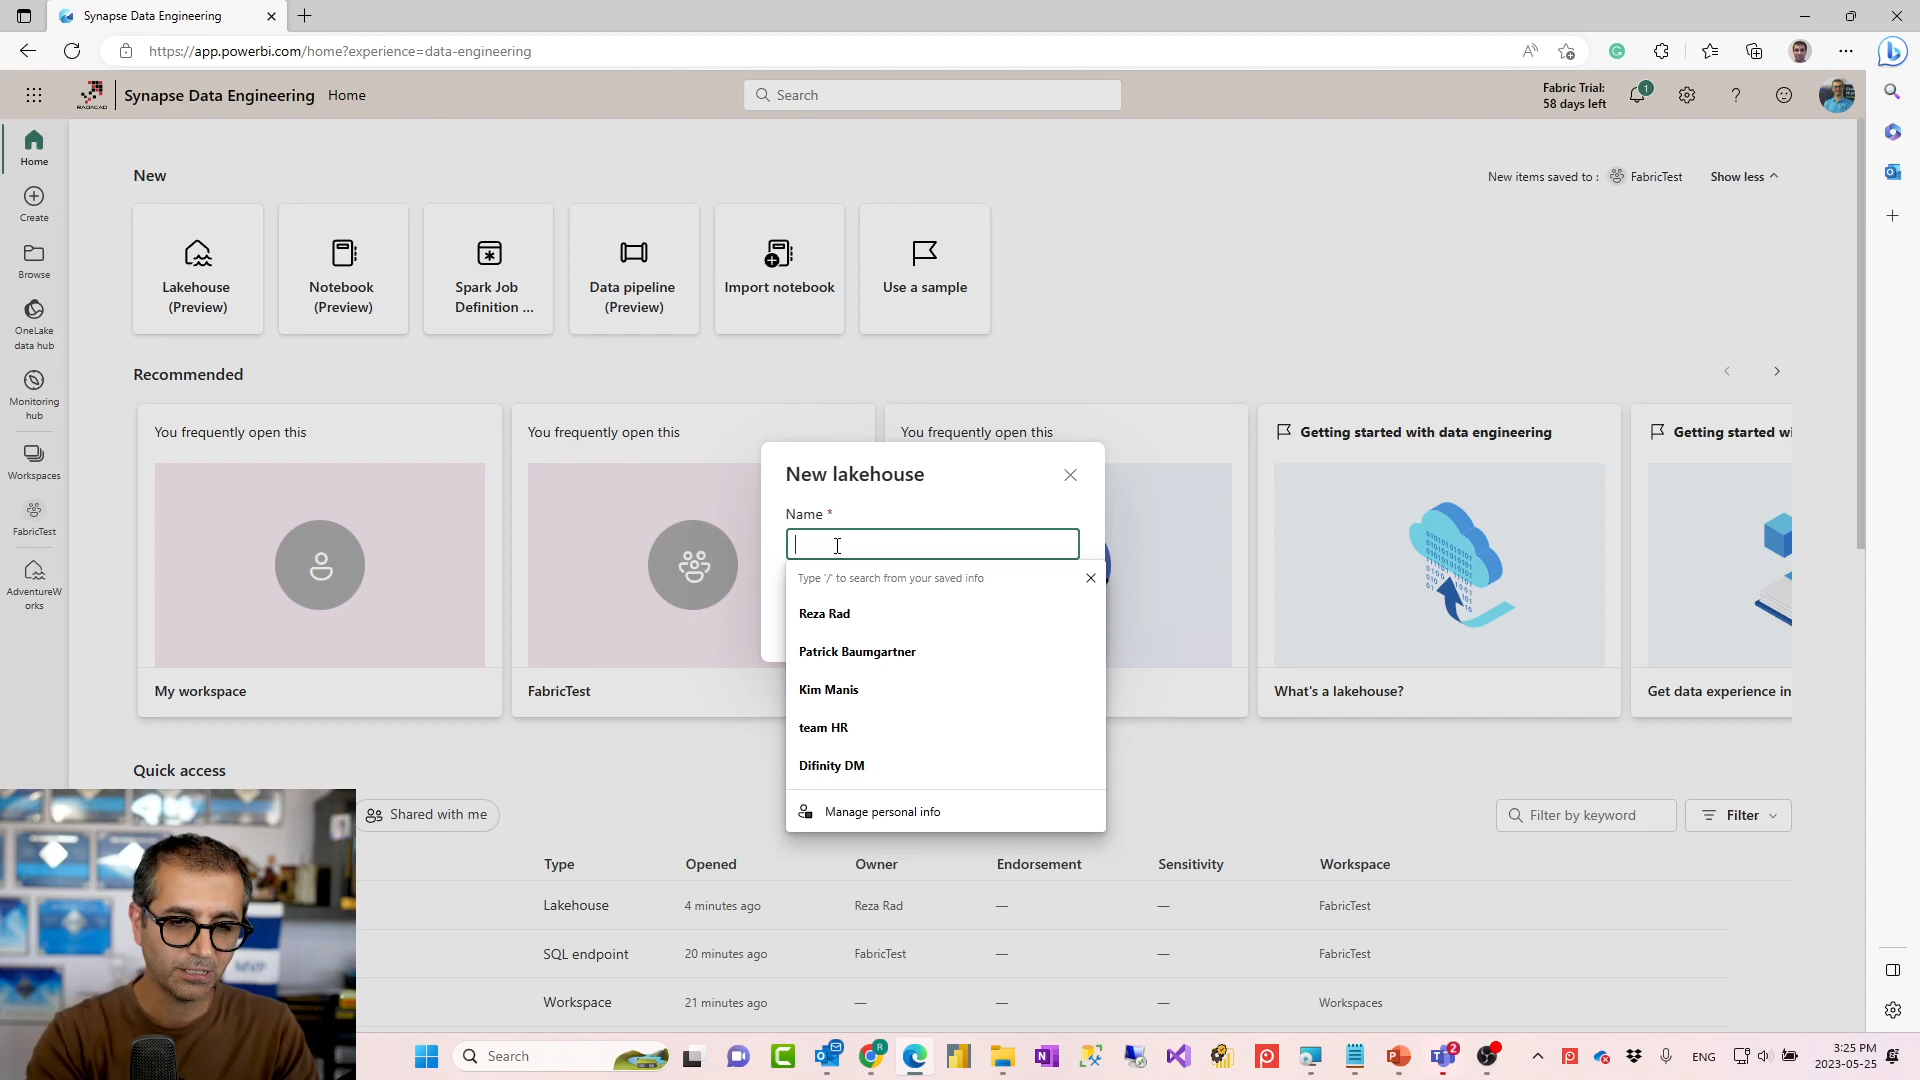 Synapse Data Engineering
https://app.powerbi.com/home?experience=data-engineering
RADACAD
Synapse Data Engineering
Home
Search
Fabric Trial:
58 days left
1
Home
Create
Browse
OneLake
data hub
Monitoring
hub
Workspaces
FabricTest
AdventureW
orks
New
New items saved to :
FabricTest
Show less
Lakehouse
(Preview)
Notebook
(Preview)
Spark Job
Definition ...
Data pipeline
(Preview)
Import notebook
Use a sample
Recommended
You frequently open this
My workspace
You frequently open this
FabricTest
You frequently open this
Getting started with data engineering
What's a lakehouse?
Getting started wi
Get data experience in
New lakehouse
Name *
Type '/' to search from your saved info
Reza Rad
Patrick Baumgartner
Kim Manis
team HR
Difinity DM
Manage personal info
Quick access
Shared with me
Filter by keyword
Filter
Type Opened Owner Endorsement Sensitivity Workspace
Lakehouse 4 minutes ago Reza Rad — — FabricTest
SQL endpoint 20 minutes ago FabricTest — — FabricTest
Workspace 21 minutes ago — — — Workspaces
MVP
Search
R
2
ENG
3:25 PM
2023-05-25